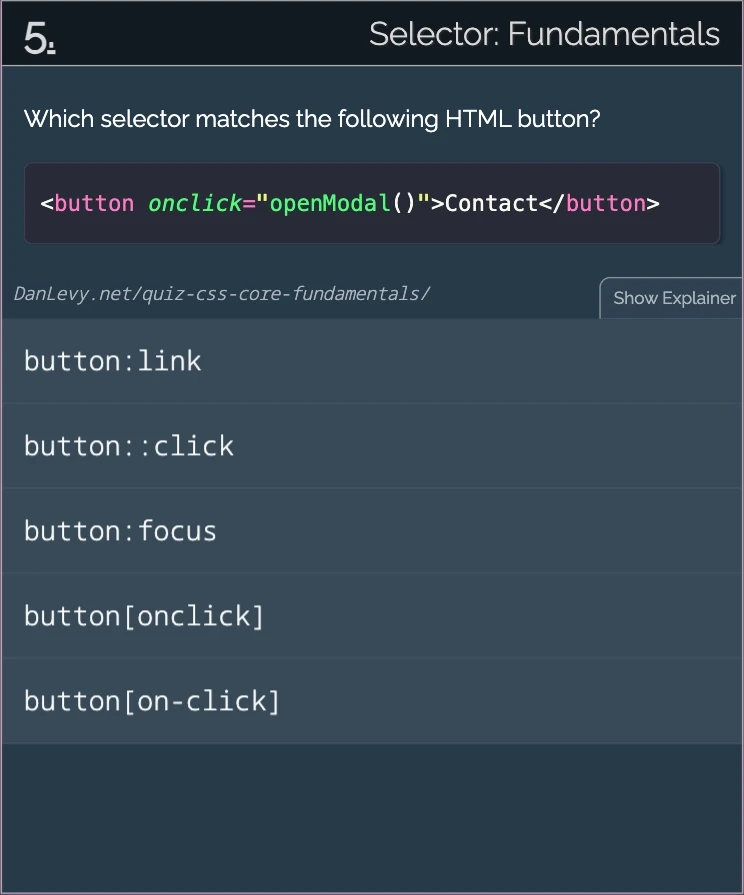 5.
Selector: Fundamentals
Which selector matches the following HTML button?
<button onclick="openModal()">Contact</button>
DanLevy.net/quiz-css-core-fundamentals/
Show Explainer
button:link
button::click
button:focus
button[onclick]
button[on-click]